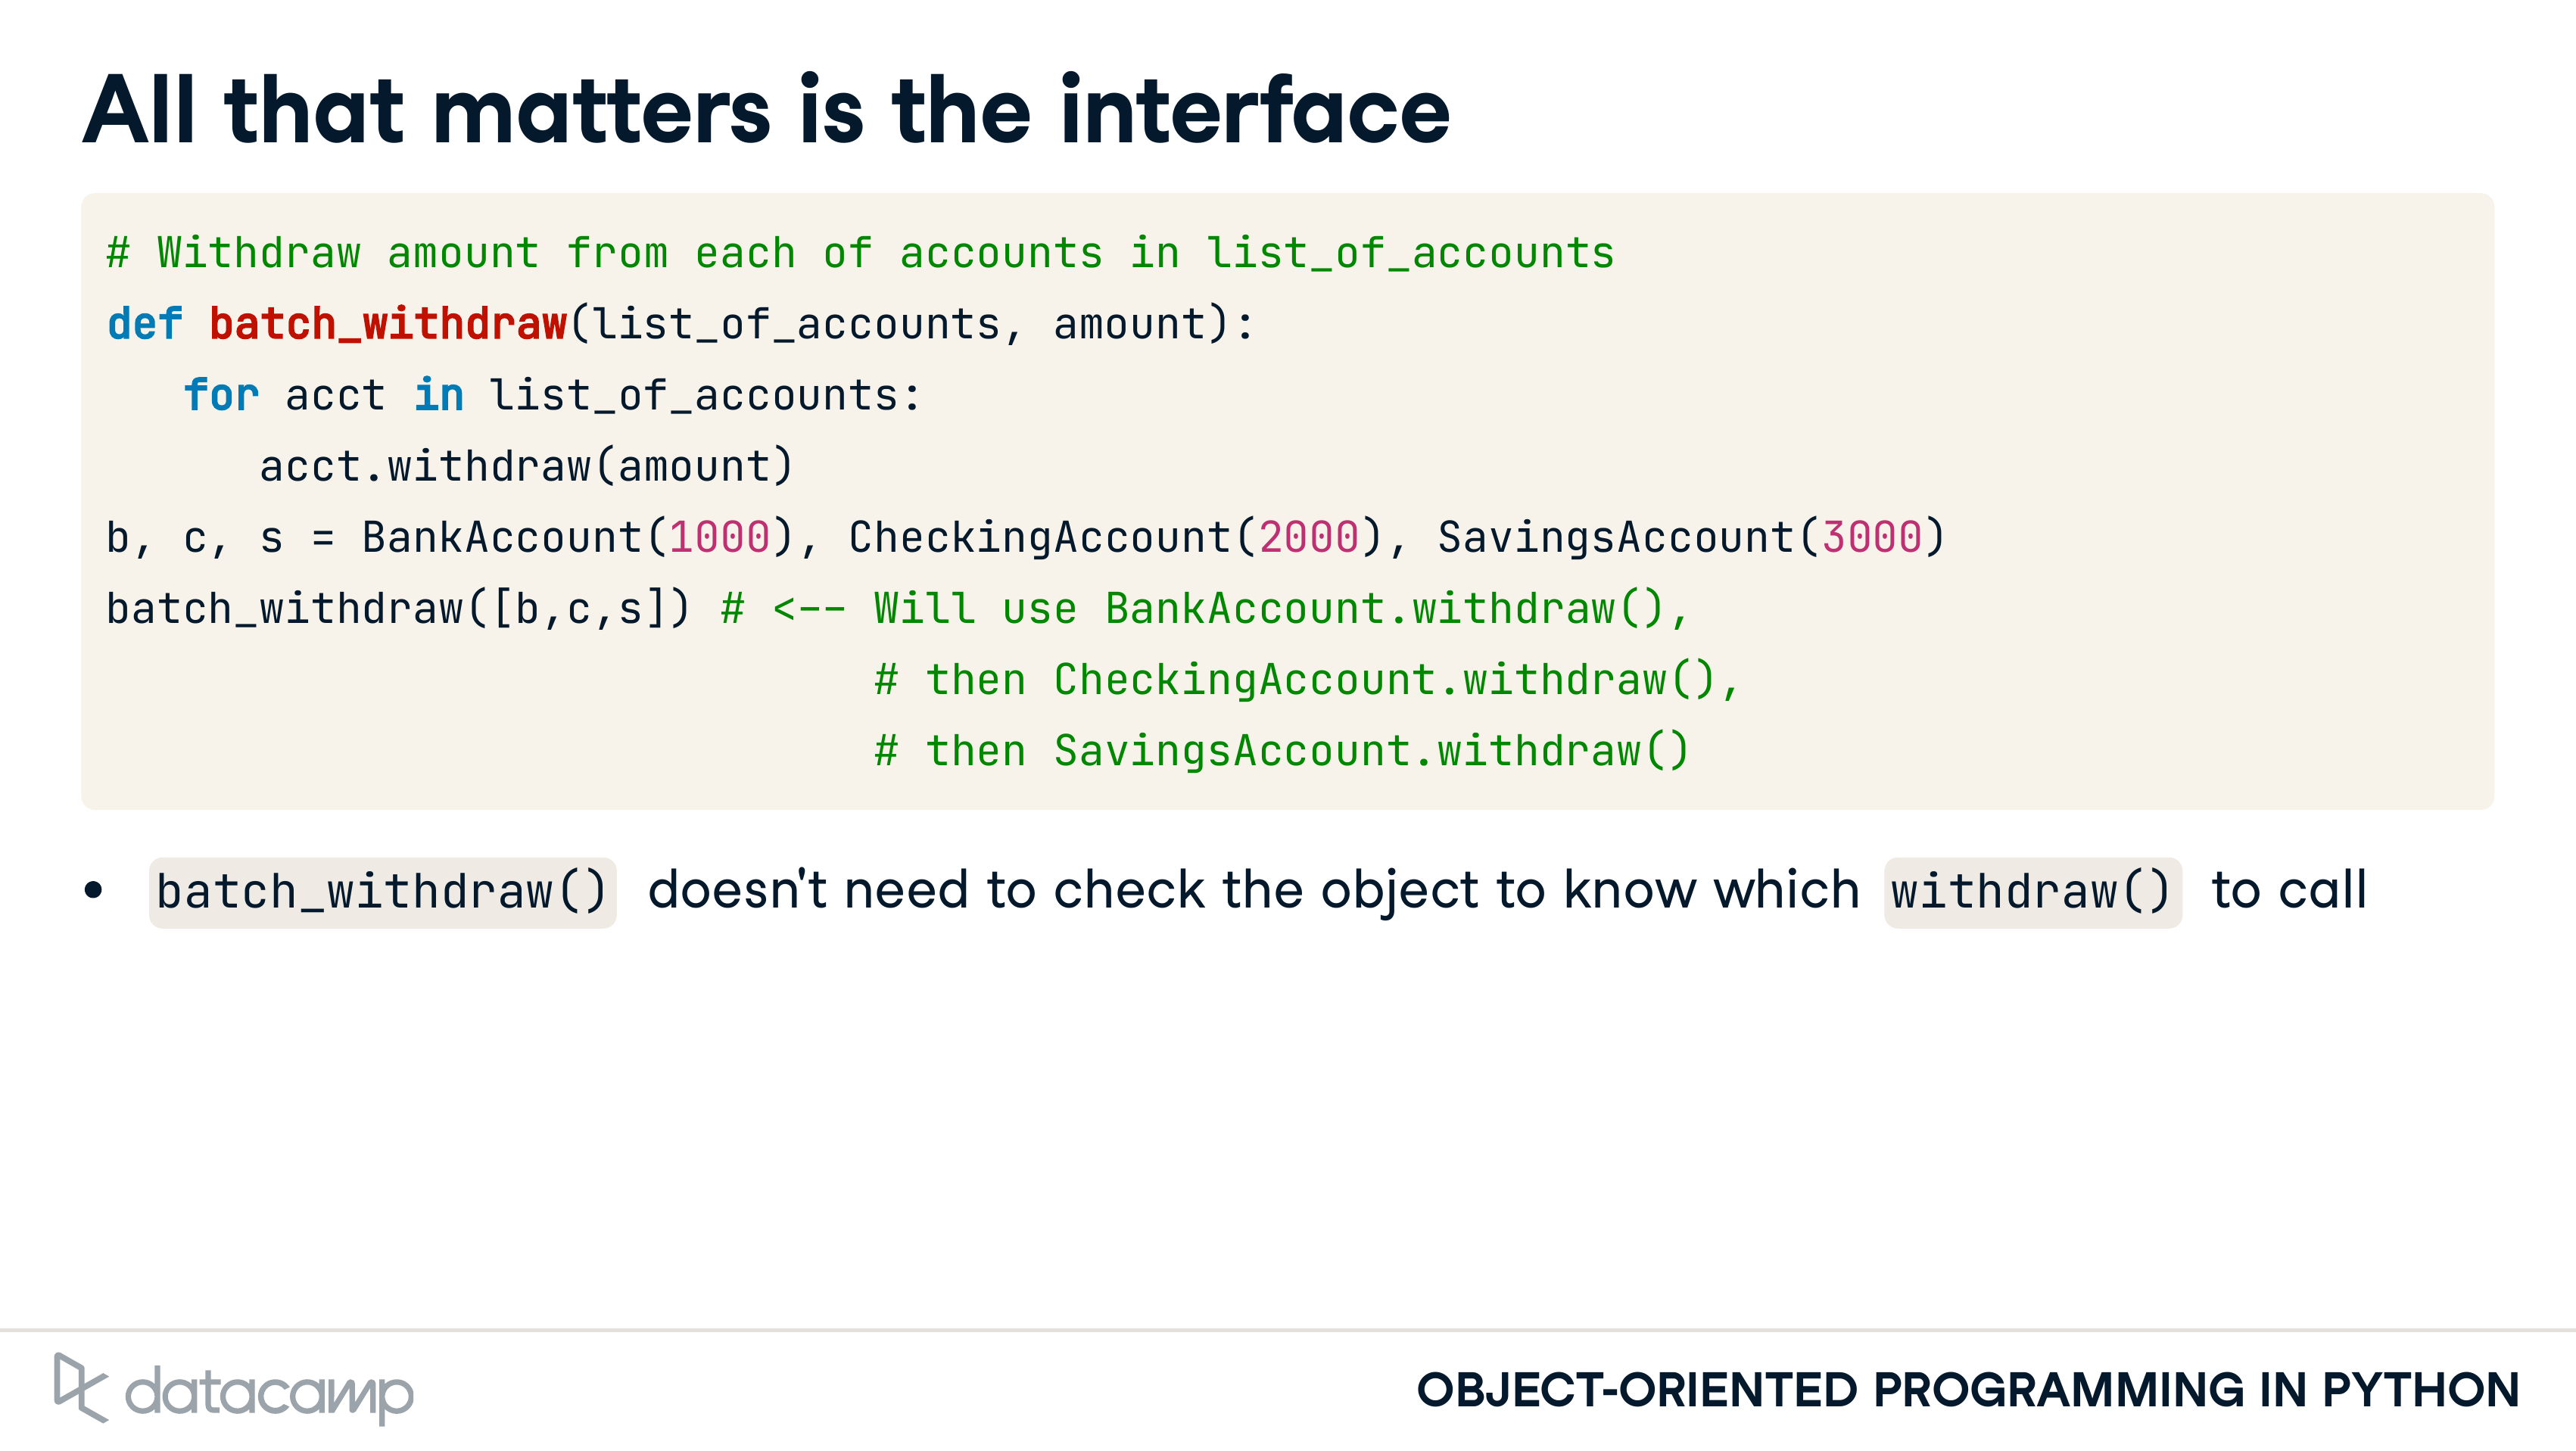 All that matters is the interface
# Withdraw amount from each of accounts in list_of_accounts
def batch_withdraw(list_of_accounts, amount):
   for acct in list_of_accounts:
      acct.withdraw(amount)
b, c, s = BankAccount(1000), CheckingAccount(2000), SavingsAccount(3000)
batch_withdraw([b,c,s]) # <-- Will use BankAccount.withdraw(),
                              # then CheckingAccount.withdraw(),
                              # then SavingsAccount.withdraw()
• batch_withdraw() doesn't need to check the object to know which withdraw() to call
datacamp
OBJECT-ORIENTED PROGRAMMING IN PYTHON